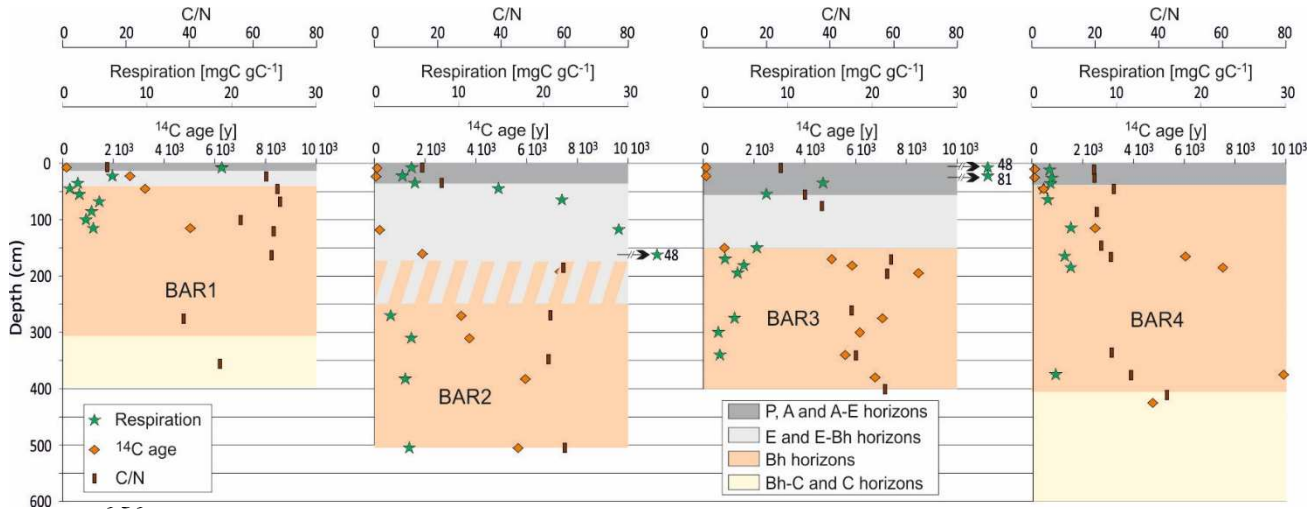 C/N C/N C/N C/N
0 20 40 60 80 0 20 40 60 80 0 20 40 60 80 0 20 40 60 80
Respiration [mgC gC⁻¹] Respiration [mgC gC⁻¹] Respiration [mgC gC⁻¹] Respiration [mgC gC⁻¹]
0 10 20 30 0 10 20 30 0 10 20 30 0 10 20 30
¹⁴C age [y] ¹⁴C age [y] ¹⁴C age [y] ¹⁴C age [y]
0 2 10³ 4 10³ 6 10³ 8 10³ 10 10³ 0 2 10³ 4 10³ 6 10³ 8 10³ 10 10³ 0 2 10³ 4 10³ 6 10³ 8 10³ 10 10³ 0 2 10³ 4 10³ 6 10³ 8 10³ 10 10³
Depth (cm)
0
100
200
300
400
500
600
48
81
48
BAR1
BAR2
BAR3
BAR4
Respiration
¹⁴C age
C/N
P, A and A-E horizons
E and E-Bh horizons
Bh horizons
Bh-C and C horizons